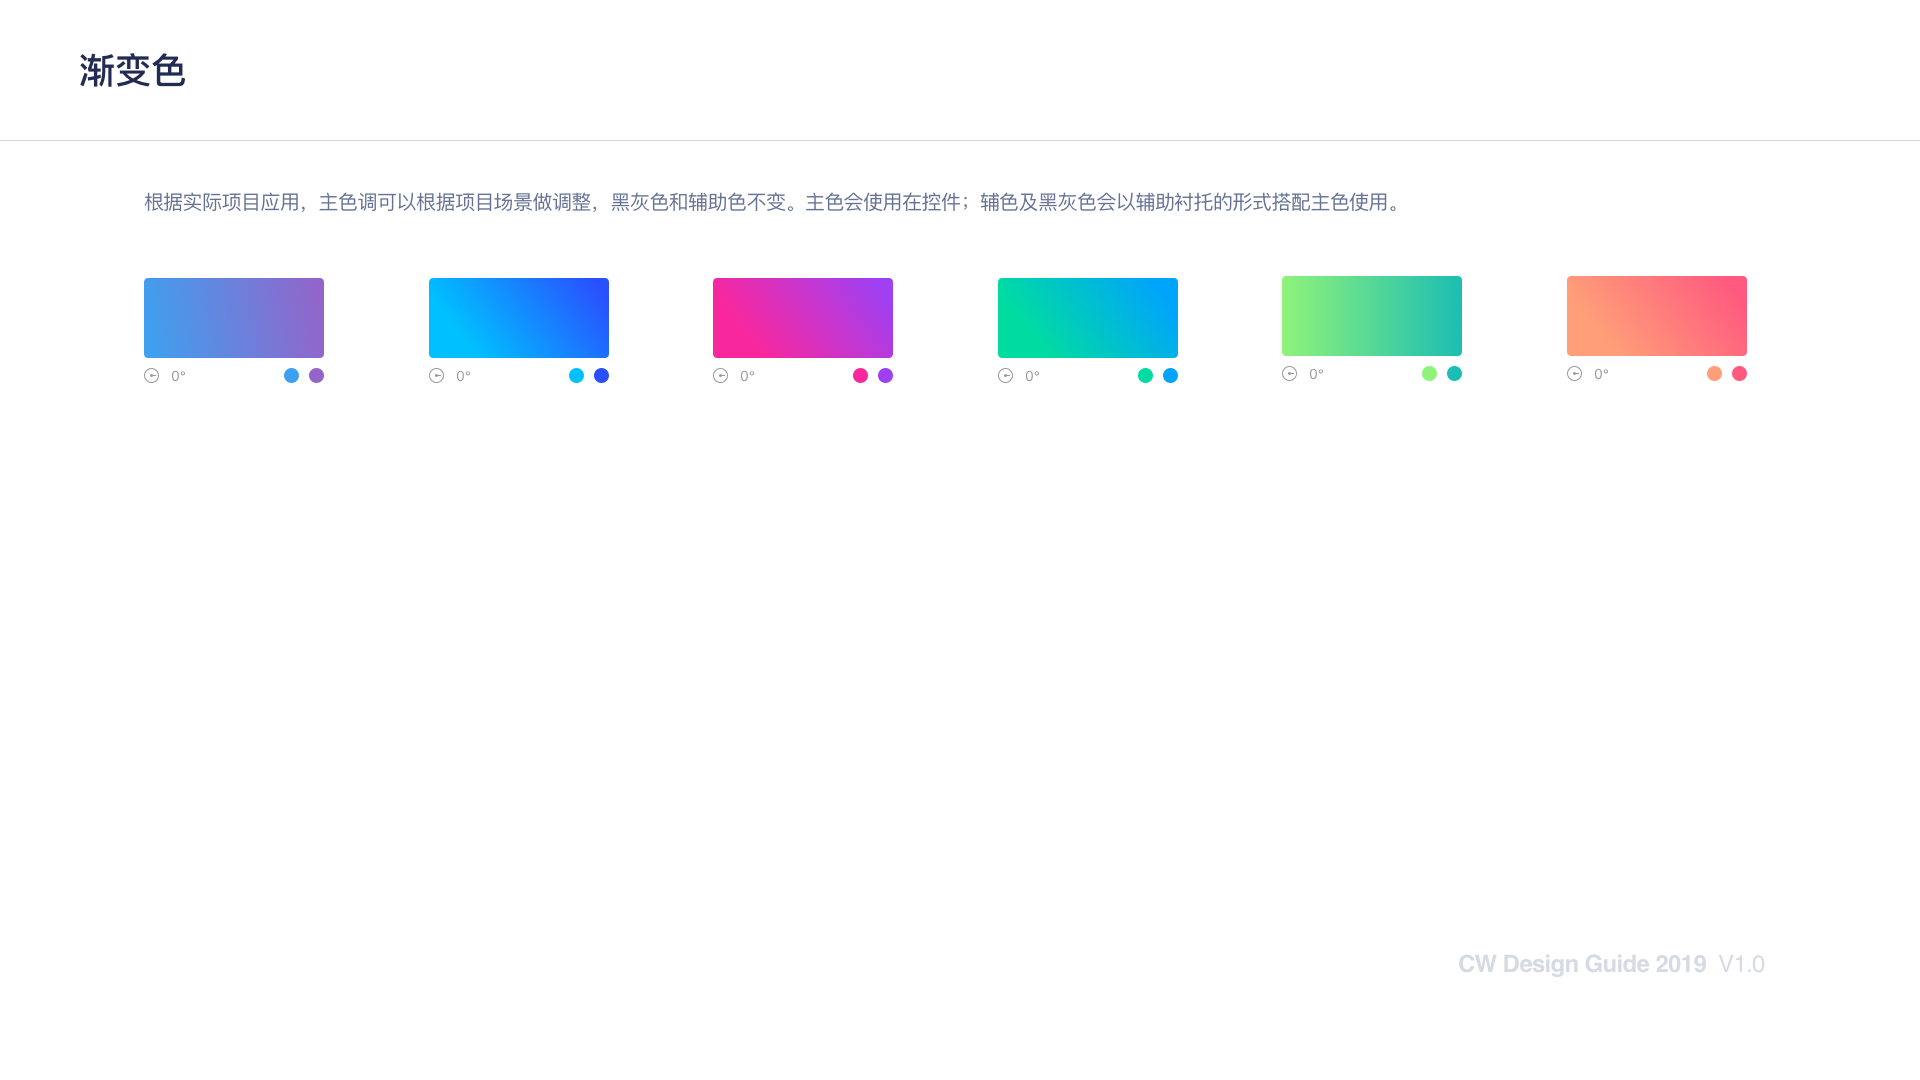 渐变色
根据实际项目应用，主色调可以根据项目场景做调整，黑灰色和辅助色不变。主色会使用在控件；辅色及黑灰色会以辅助衬托的形式搭配主色使用。
0° 0° 0° 0° 0° 0°
CW Design Guide 2019 V1.0